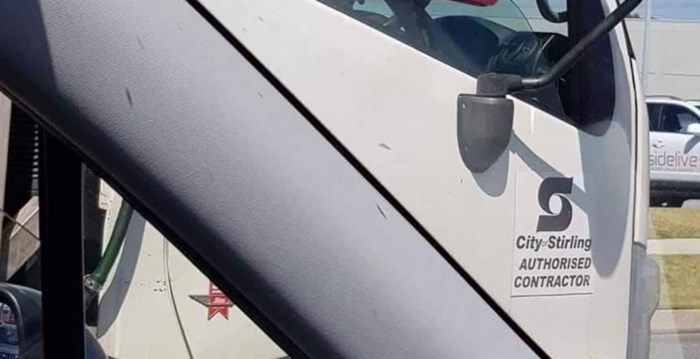 City of Stirling
AUTHORISED
CONTRACTOR
sidelive